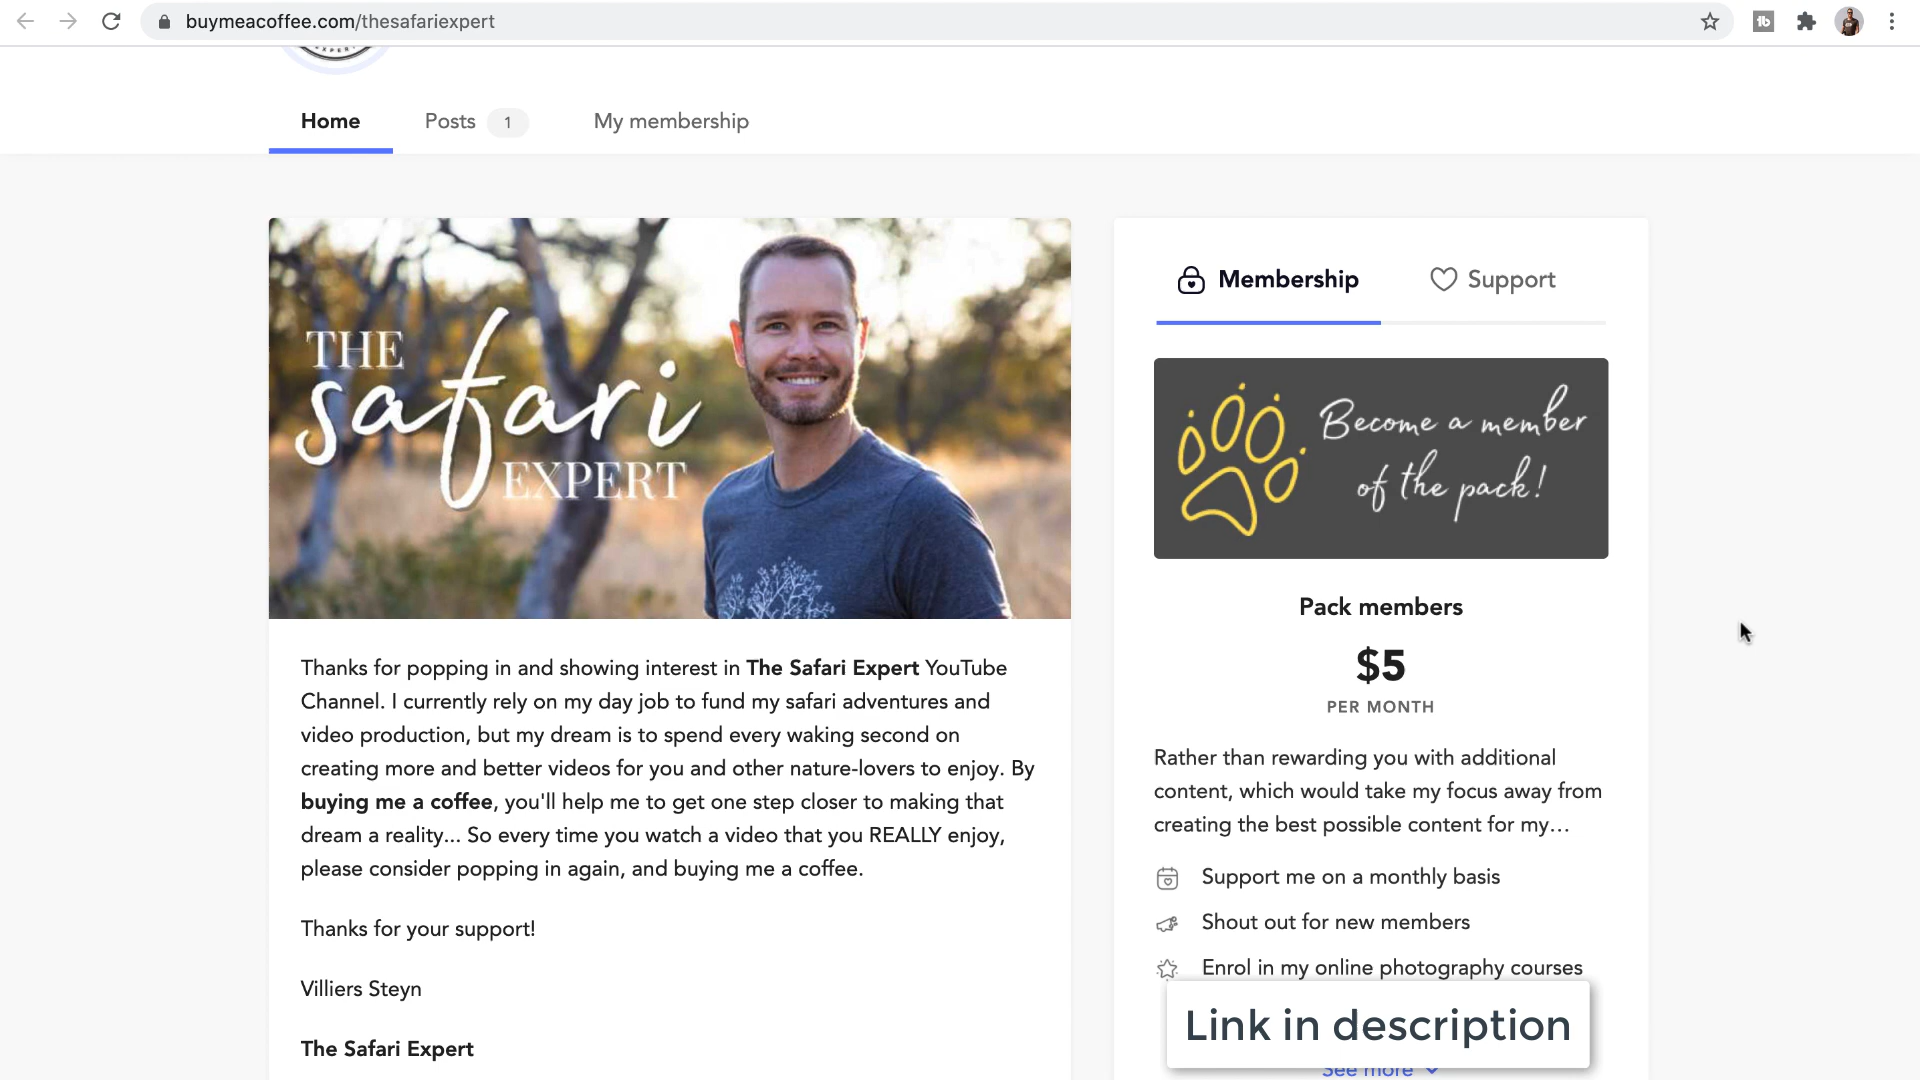 buymeacoffee.com/thesafariexpert
EXPERT
Home
Posts 1
My membership
THE
safari
EXPERT
Thanks for popping in and showing interest in The Safari Expert YouTube
Channel. I currently rely on my day job to fund my safari adventures and
video production, but my dream is to spend every waking second on
creating more and better videos for you and other nature-lovers to enjoy. By
buying me a coffee, you'll help me to get one step closer to making that
dream a reality... So every time you watch a video that you REALLY enjoy,
please consider popping in again, and buying me a coffee.
Thanks for your support!
Villiers Steyn
The Safari Expert
Membership
Support
Become a member
of the pack!
Pack members
$5
PER MONTH
Rather than rewarding you with additional
content, which would take my focus away from
creating the best possible content for my...
Support me on a monthly basis
Shout out for new members
Enrol in my online photography courses
Link in description
See more